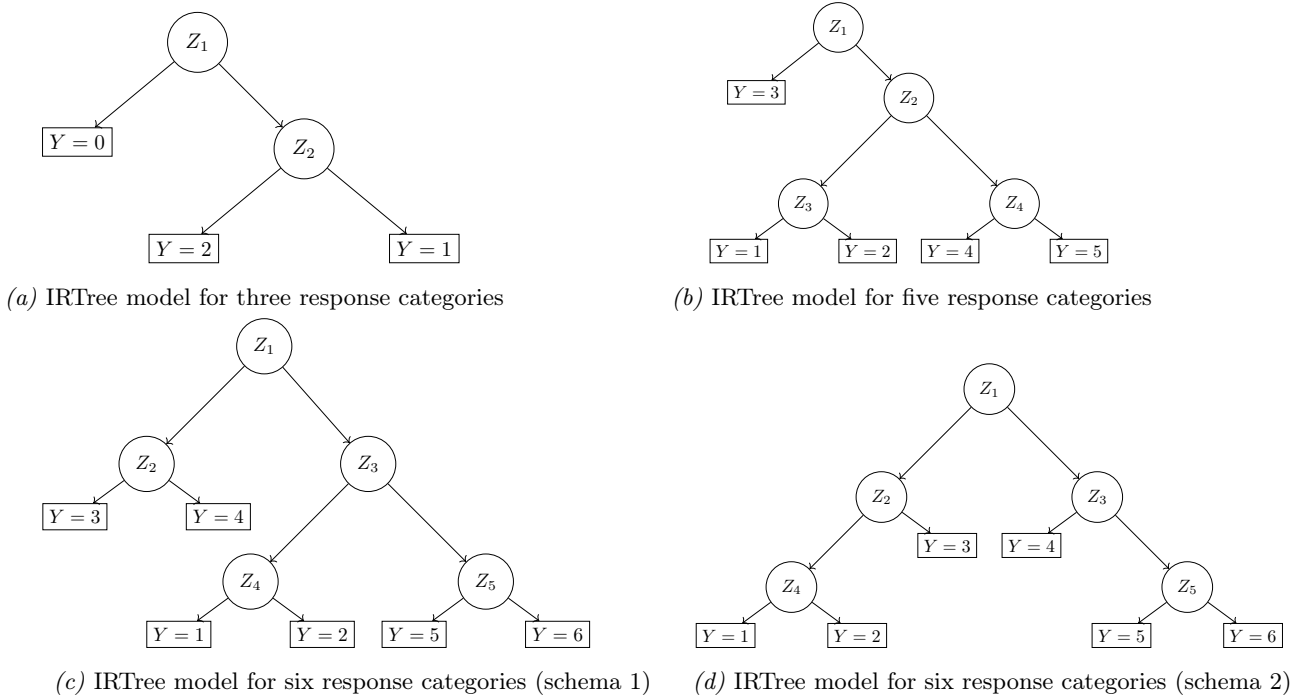 Z₁
Y = 0
Z₂
Y = 2
Y = 1
(a) IRTree model for three response categories
Z₁
Y = 3
Z₂
Z₃
Z₄
Y = 1
Y = 2
Y = 4
Y = 5
(b) IRTree model for five response categories
Z₁
Z₂
Z₃
Y = 3
Y = 4
Z₄
Z₅
Y = 1
Y = 2
Y = 5
Y = 6
(c) IRTree model for six response categories (schema 1)
Z₁
Z₂
Z₃
Y = 3
Y = 4
Z₄
Z₅
Y = 1
Y = 2
Y = 5
Y = 6
(d) IRTree model for six response categories (schema 2)